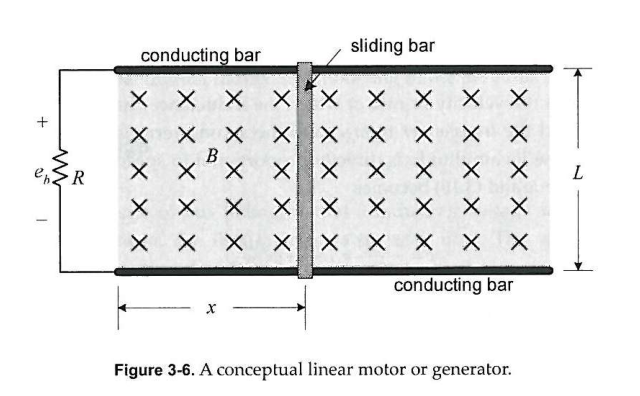 conducting bar
sliding bar
+
e_b
R
−
B
L
x
conducting bar
Figure 3-6. A conceptual linear motor or generator.